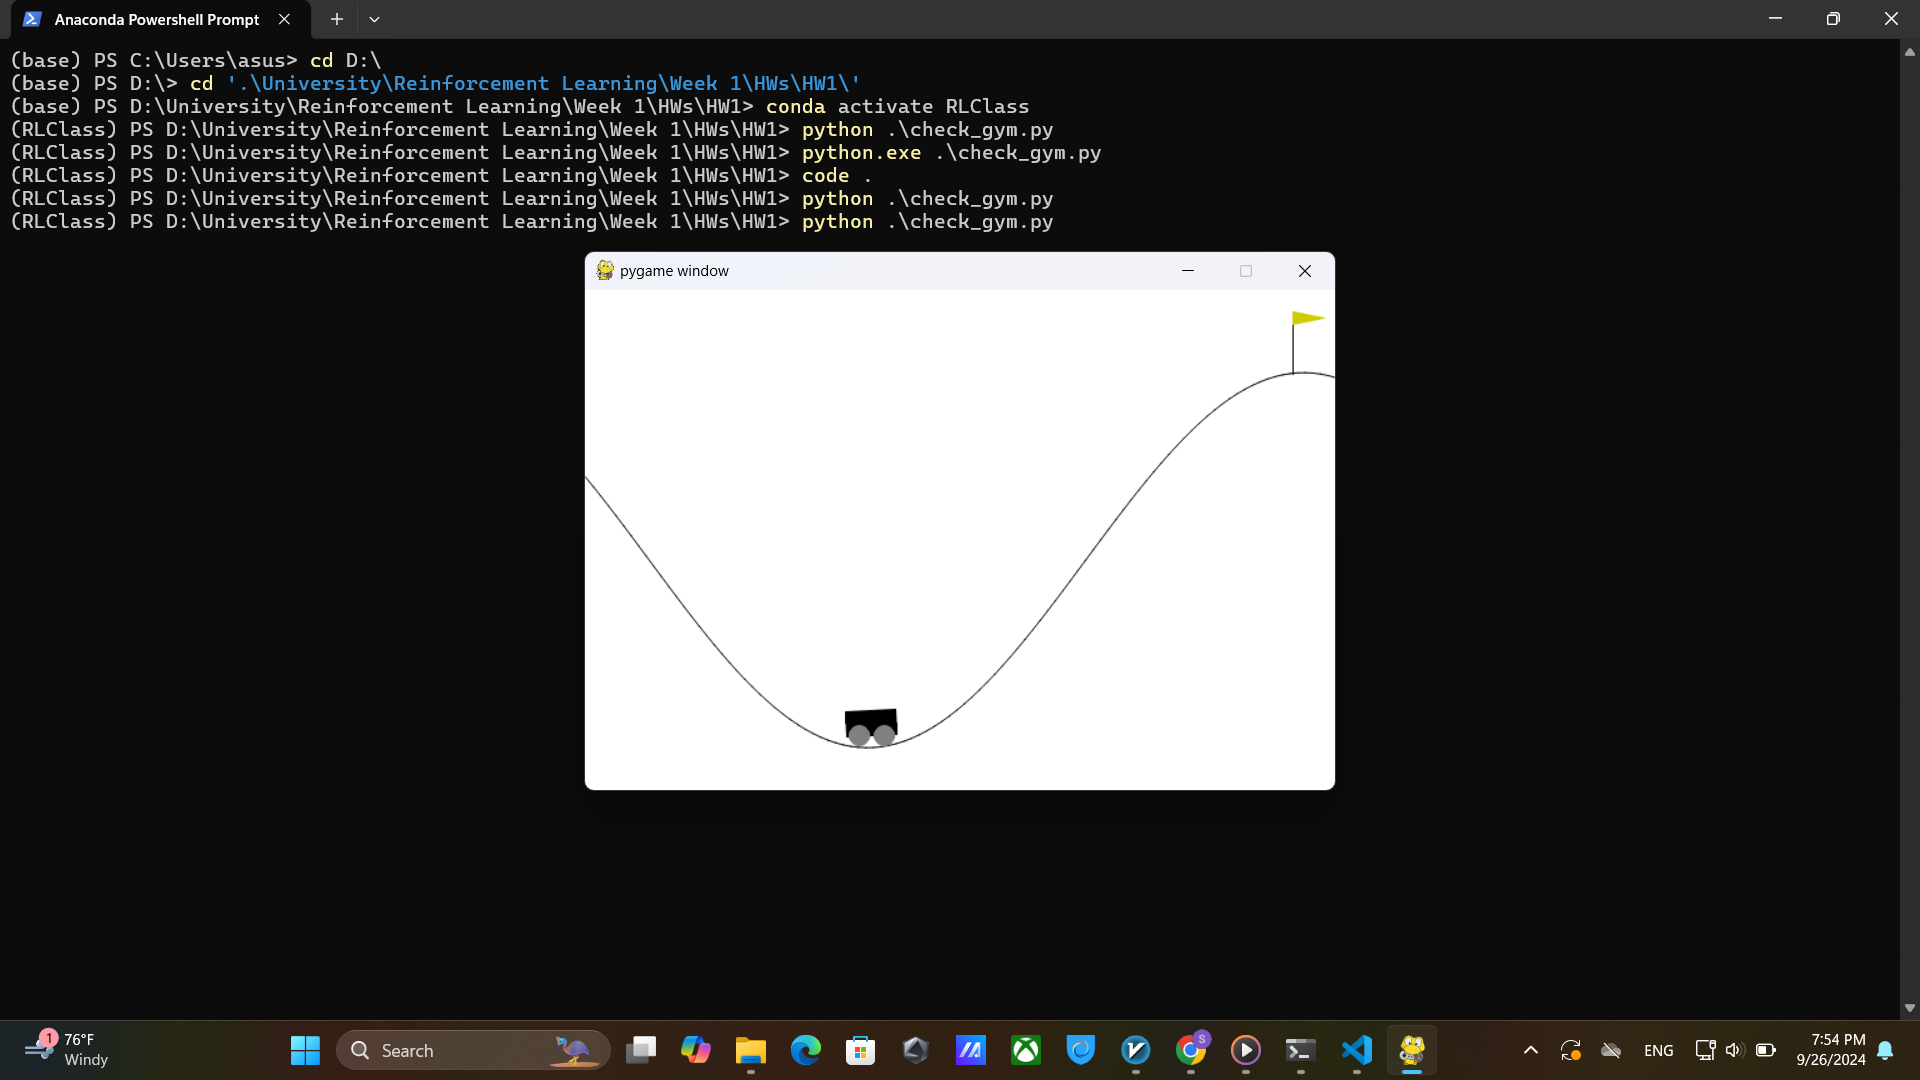 Anaconda Powershell Prompt
(base) PS C:\Users\asus> cd D:\
(base) PS D:\> cd '.\University\Reinforcement Learning\Week 1\HWs\HW1\'
(base) PS D:\University\Reinforcement Learning\Week 1\HWs\HW1> conda activate RLClass
(RLClass) PS D:\University\Reinforcement Learning\Week 1\HWs\HW1> python .\check_gym.py
(RLClass) PS D:\University\Reinforcement Learning\Week 1\HWs\HW1> python.exe .\check_gym.py
(RLClass) PS D:\University\Reinforcement Learning\Week 1\HWs\HW1> code .
(RLClass) PS D:\University\Reinforcement Learning\Week 1\HWs\HW1> python .\check_gym.py
(RLClass) PS D:\University\Reinforcement Learning\Week 1\HWs\HW1> python .\check_gym.py
pygame window
1
76°F
Windy
Search
S
ENG
7:54 PM
9/26/2024